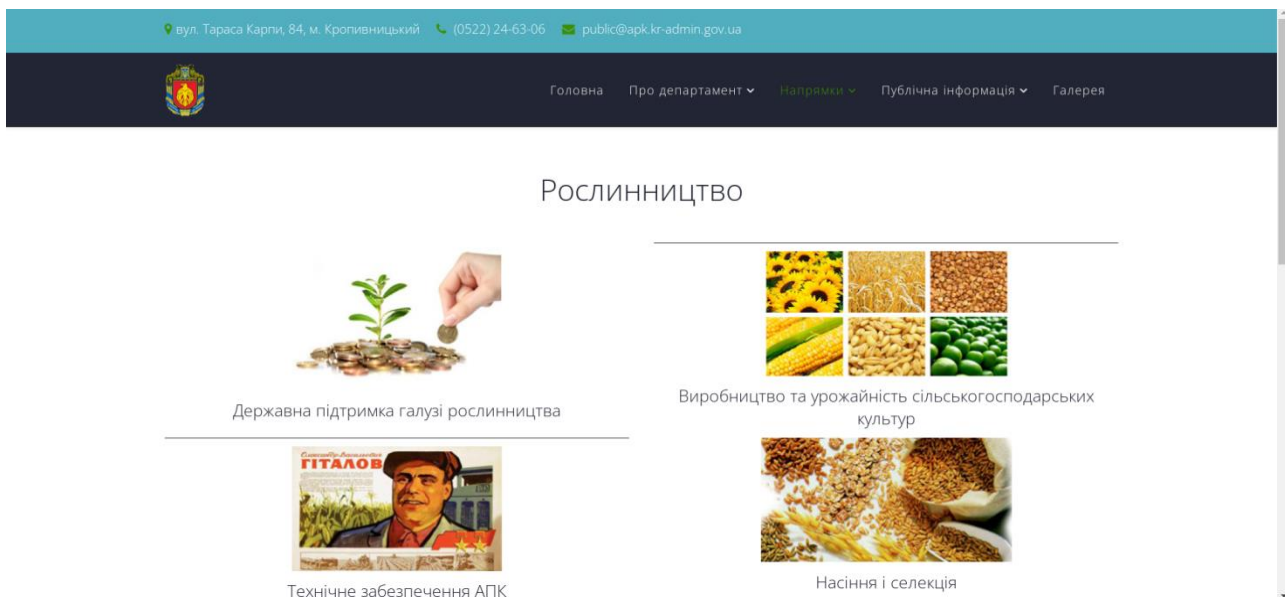 вул. Тараса Карпи, 84, м. Кропивницький (0522) 24-63-06 public@apk.kr-admin.gov.ua
Головна Про департамент Напрямки Публічна інформація Галерея
Рослинництво
Державна підтримка галузі рослинництва
Виробництво та урожайність сільськогосподарських
культур
ГІТАЛОВ
Технічне забезпечення АПК
Насіння і селекція